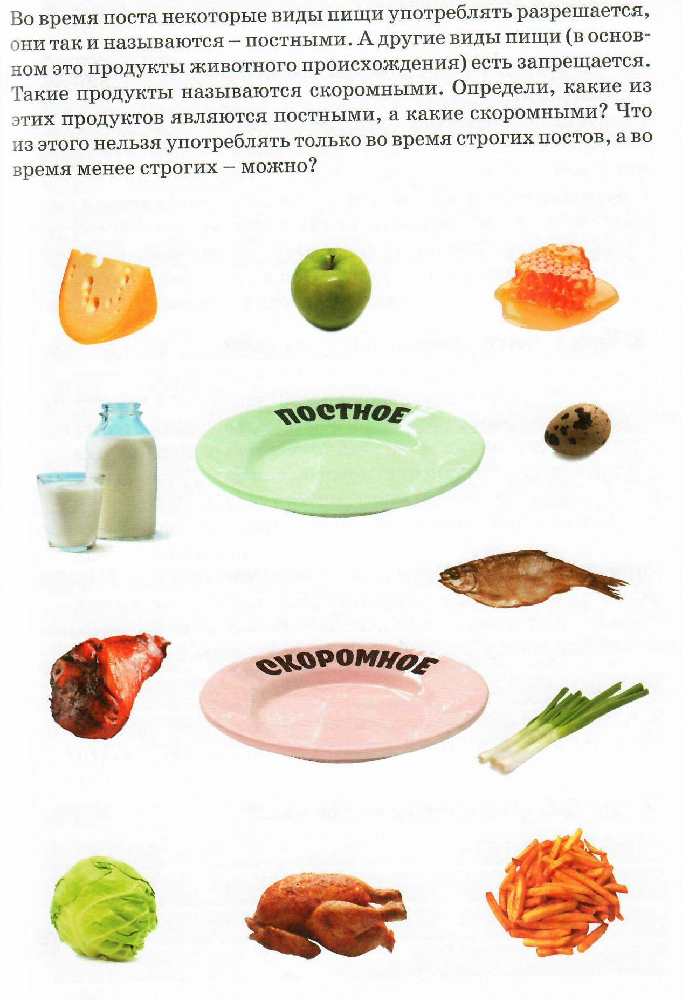 Во время поста некоторые виды пищи употреблять разрешается,
они так и называются – постными. А другие виды пищи (в основ-
ном это продукты животного происхождения) есть запрещается.
Такие продукты называются скоромными. Определи, какие из
этих продуктов являются постными, а какие скоромными? Что
из этого нельзя употреблять только во время строгих постов, а во
время менее строгих – можно?
ПОСТНОЕ
СКОРОМНОЕ